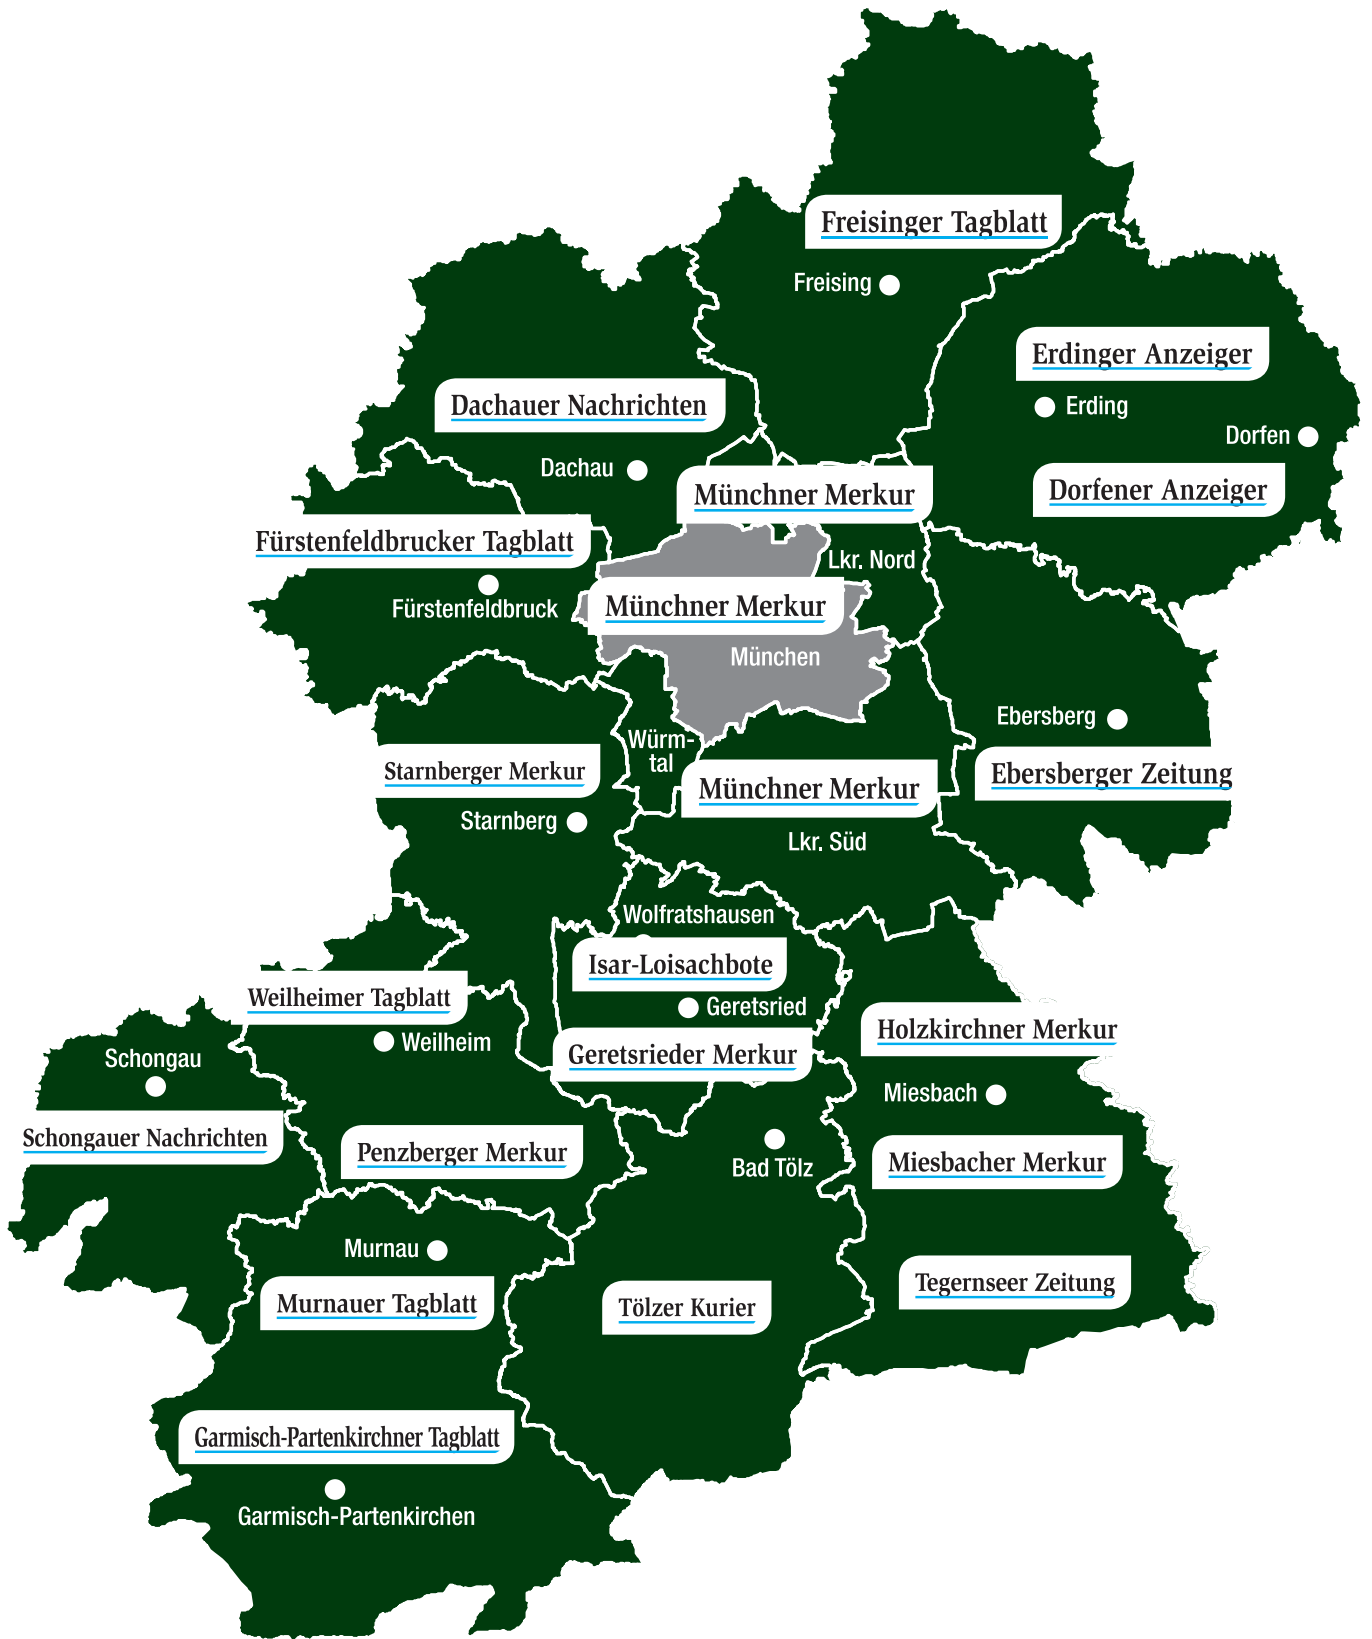 Freisinger Tagblatt
Freising
Erdinger Anzeiger
Erding
Dachauer Nachrichten
Dorfen
Dachau
Dorfener Anzeiger
Münchner Merkur
Fürstenfeldbrucker Tagblatt
Lkr. Nord
Fürstenfeldbruck
Münchner Merkur
München
Ebersberg
Würm-
tal
Starnberger Merkur
Ebersberger Zeitung
Münchner Merkur
Starnberg
Lkr. Süd
Wolfratshausen
Isar-Loisachbote
Weilheimer Tagblatt
Geretsried
Holzkirchner Merkur
Weilheim
Schongau
Geretsrieder Merkur
Miesbach
Schongauer Nachrichten
Penzberger Merkur
Bad Tölz
Miesbacher Merkur
Murnau
Tegernseer Zeitung
Murnauer Tagblatt
Tölzer Kurier
Garmisch-Partenkirchner Tagblatt
Garmisch-Partenkirchen